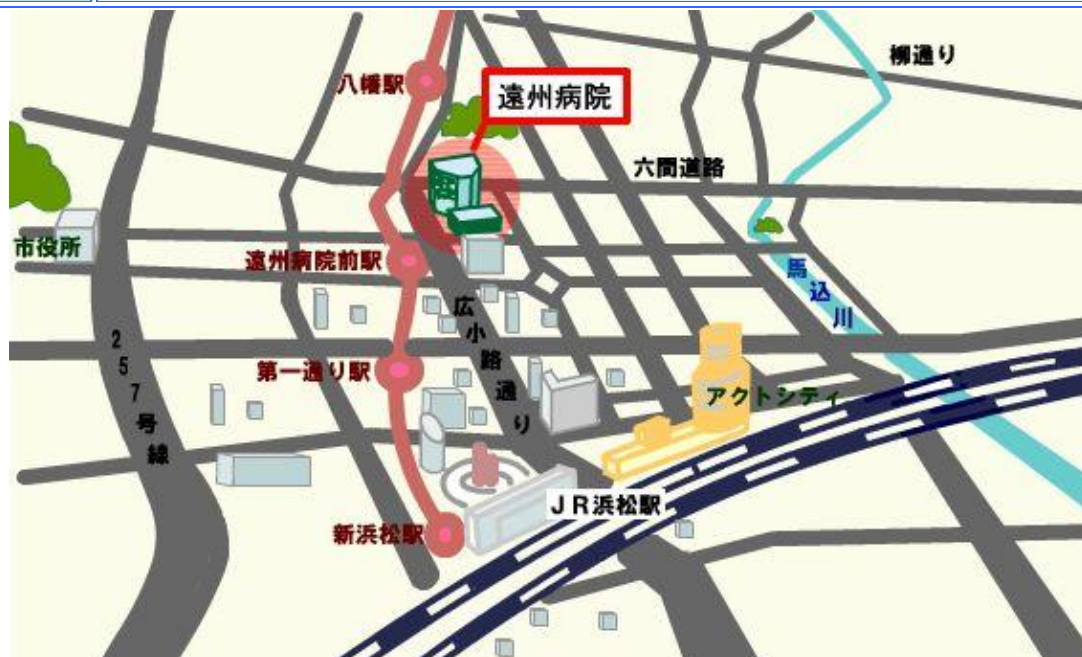 柳通り
八幡駅
遠州病院
六間道路
市役所
遠州病院前駅
馬込川
広小路通り
257号線
第一通り駅
アクトシティ
JR浜松駅
新浜松駅